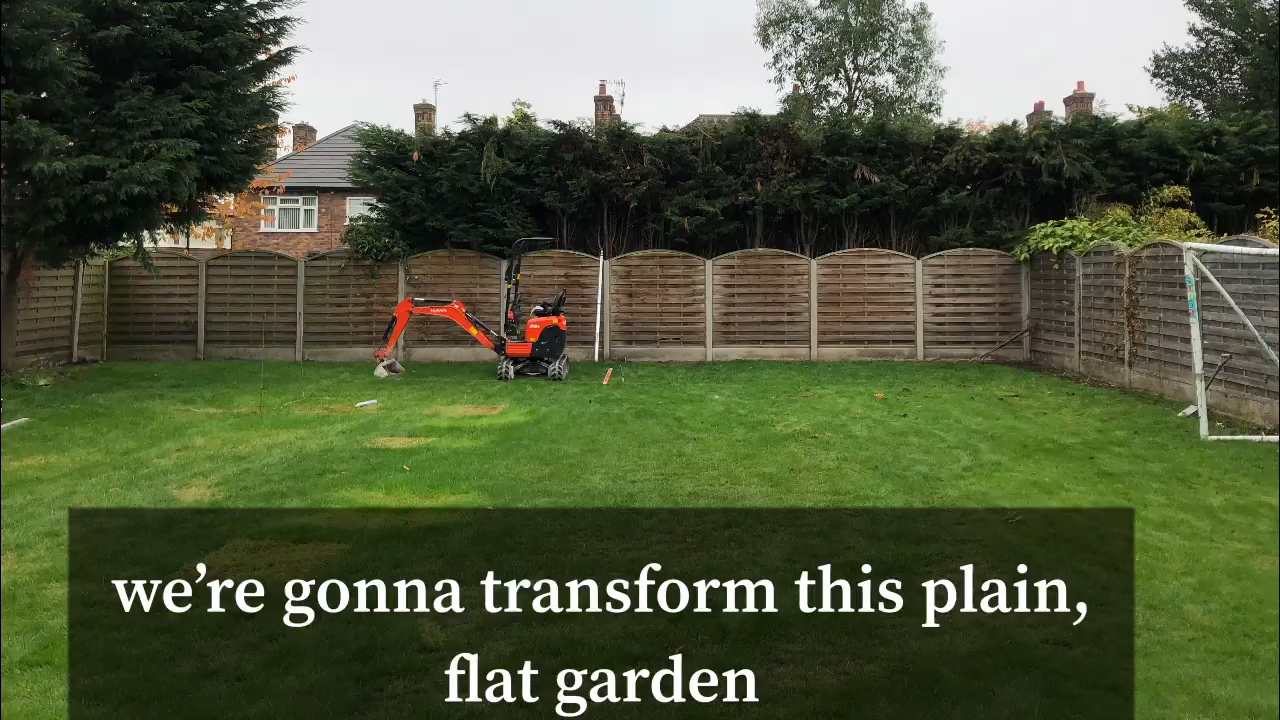 we’re gonna transform this plain,
flat garden